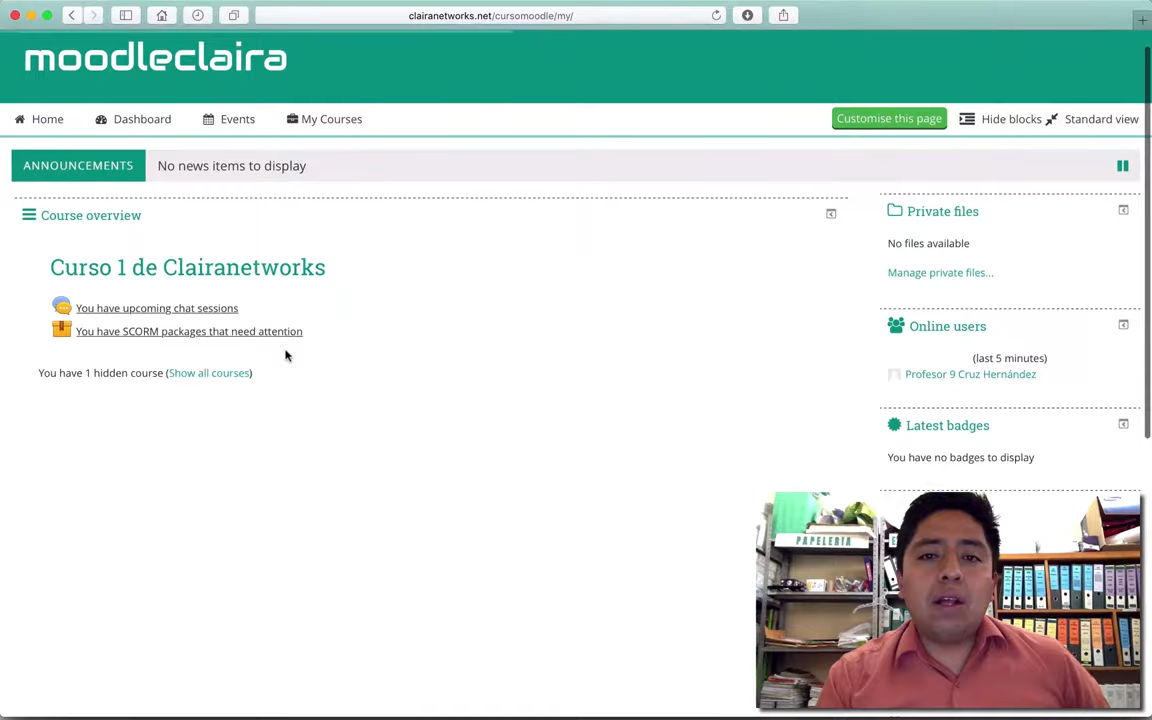 clairanetworks.net/cursomoodle/my/
moodleclaira
Home Dashboard Events My Courses Customise this page Hide blocks Standard view
ANNOUNCEMENTS No news items to display
Course overview
Curso 1 de Clairanetworks
You have upcoming chat sessions
You have SCORM packages that need attention
You have 1 hidden course (Show all courses)
Private files
No files available
Manage private files...
Online users
(last 5 minutes)
Profesor 9 Cruz Hernández
Latest badges
You have no badges to display
PAPELERIA